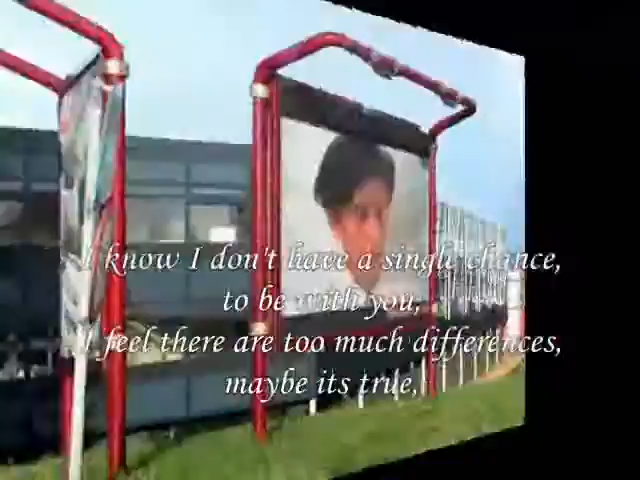 I know I don't have a single chance,
to be with you,
I feel there are too much differences,
maybe its true,